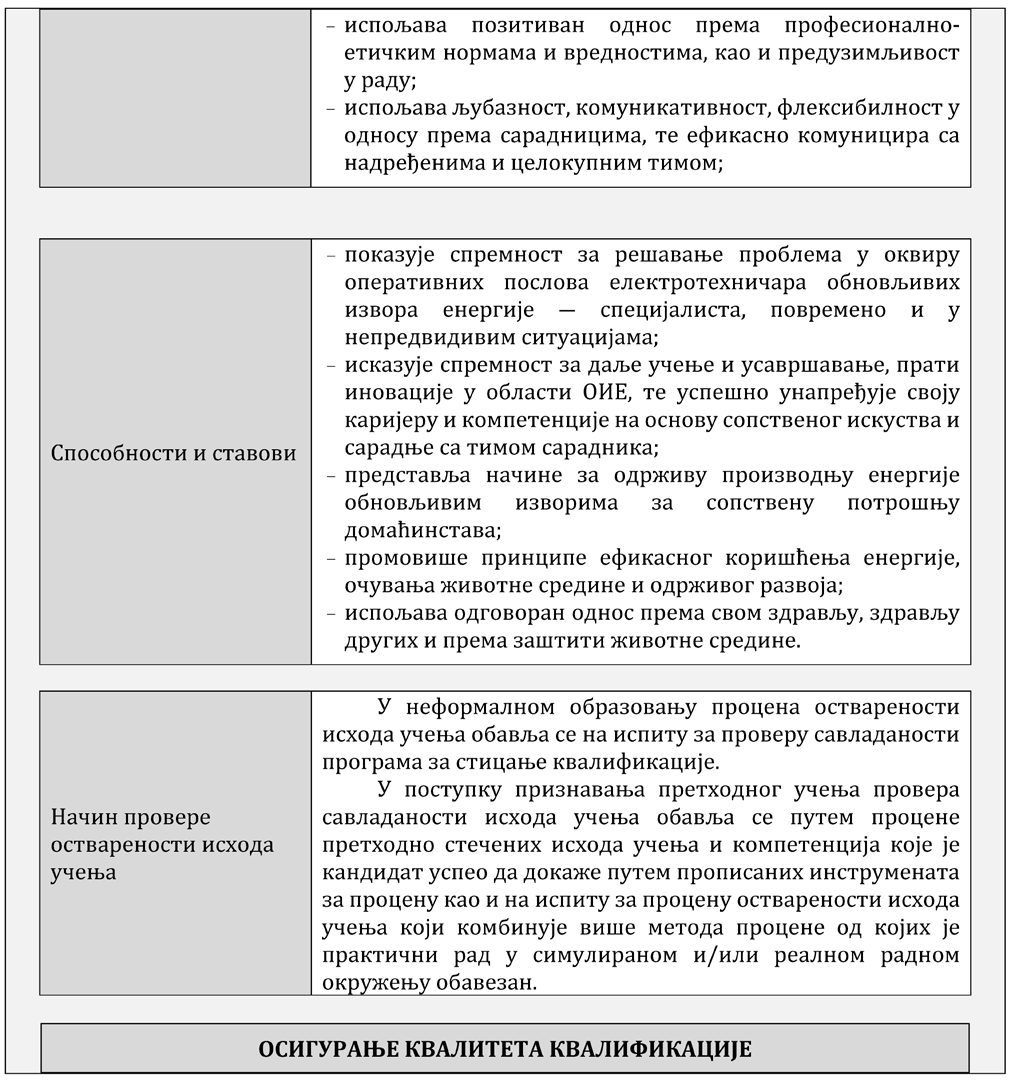 – испољава позитиван однос према професионално-
етичким нормама и вредностима, као и предузимљивост
у раду;
– испољава љубазност, комуникативност, флексибилност у
односу према сарадницима, те ефикасно комуницира са
надређенима и целокупним тимом;
Способности и ставови
– показује спремност за решавање проблема у оквиру
оперативних послова електротехничара обновљивих
извора енергије — специјалиста, повремено и у
непредвидивим ситуацијама;
– исказује спремност за даље учење и усавршавање, прати
иновације у области ОИЕ, те успешно унапређује своју
каријеру и компетенције на основу сопственог искуства и
сарадње са тимом сарадника;
– представља начине за одрживу производњу енергије
обновљивим изворима за сопствену потрошњу
домаћинстава;
– промовише принципе ефикасног коришћења енергије,
очувања животне средине и одрживог развоја;
– испољава одговоран однос према свом здрављу, здрављу
других и према заштити животне средине.
Начин провере
остварености исхода
учења
У неформалном образовању процена остварености
исхода учења обавља се на испиту за проверу савладаности
програма за стицање квалификације.
У поступку признавања претходног учења провера
савладаности исхода учења обавља се путем процене
претходно стечених исхода учења и компетенција које је
кандидат успео да докаже путем прописаних инструмената
за процену као и на испиту за процену остварености исхода
учења који комбинује више метода процене од којих је
практични рад у симулираном и/или реалном радном
окружењу обавезан.
ОСИГУРАЊЕ КВАЛИТЕТА КВАЛИФИКАЦИЈЕ